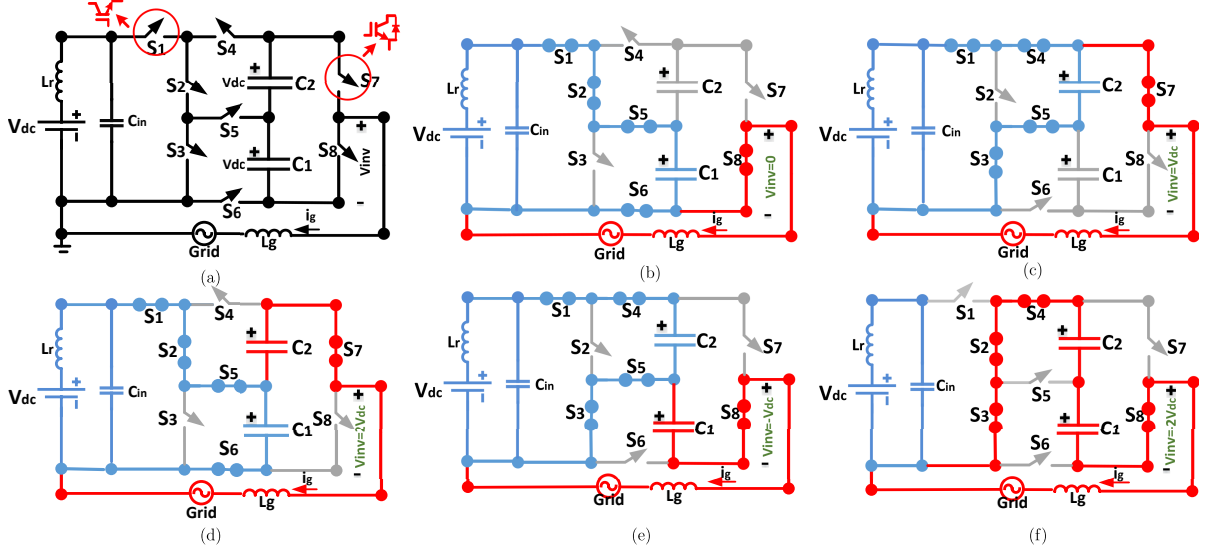 S1
S4
S7
Lr
S2
Vdc
+
C2
Vdc
+
Cin
S5
S3
Vdc
+
C1
S8
+
Vinv
-
S6
ig
Lg
Grid
(a)
S1
S4
S7
Lr
S2
+
C2
Vdc
+
Cin
S5
S3
+
C1
S8
+
Vinv=0
-
S6
ig
Lg
Grid
(b)
S1
S4
S7
Lr
S2
+
C2
Vdc
+
Cin
S5
S3
+
C1
S8
+
Vinv=Vdc
-
S6
ig
Lg
Grid
(c)
S1
S4
S7
Lr
S2
+
C2
Vdc
+
Cin
S5
S3
+
C1
S8
+
Vinv=2Vdc
-
S6
ig
Lg
Grid
(d)
S1
S4
S7
Lr
S2
+
C2
Vdc
+
Cin
S5
S3
+
C1
S8
+
Vinv=-Vdc
-
S6
ig
Lg
Grid
(e)
S1
S4
S7
Lr
S2
+
C2
Vdc
+
Cin
S5
S3
+
C1
S8
+
Vinv=-2Vdc
-
S6
ig
Lg
Grid
(f)